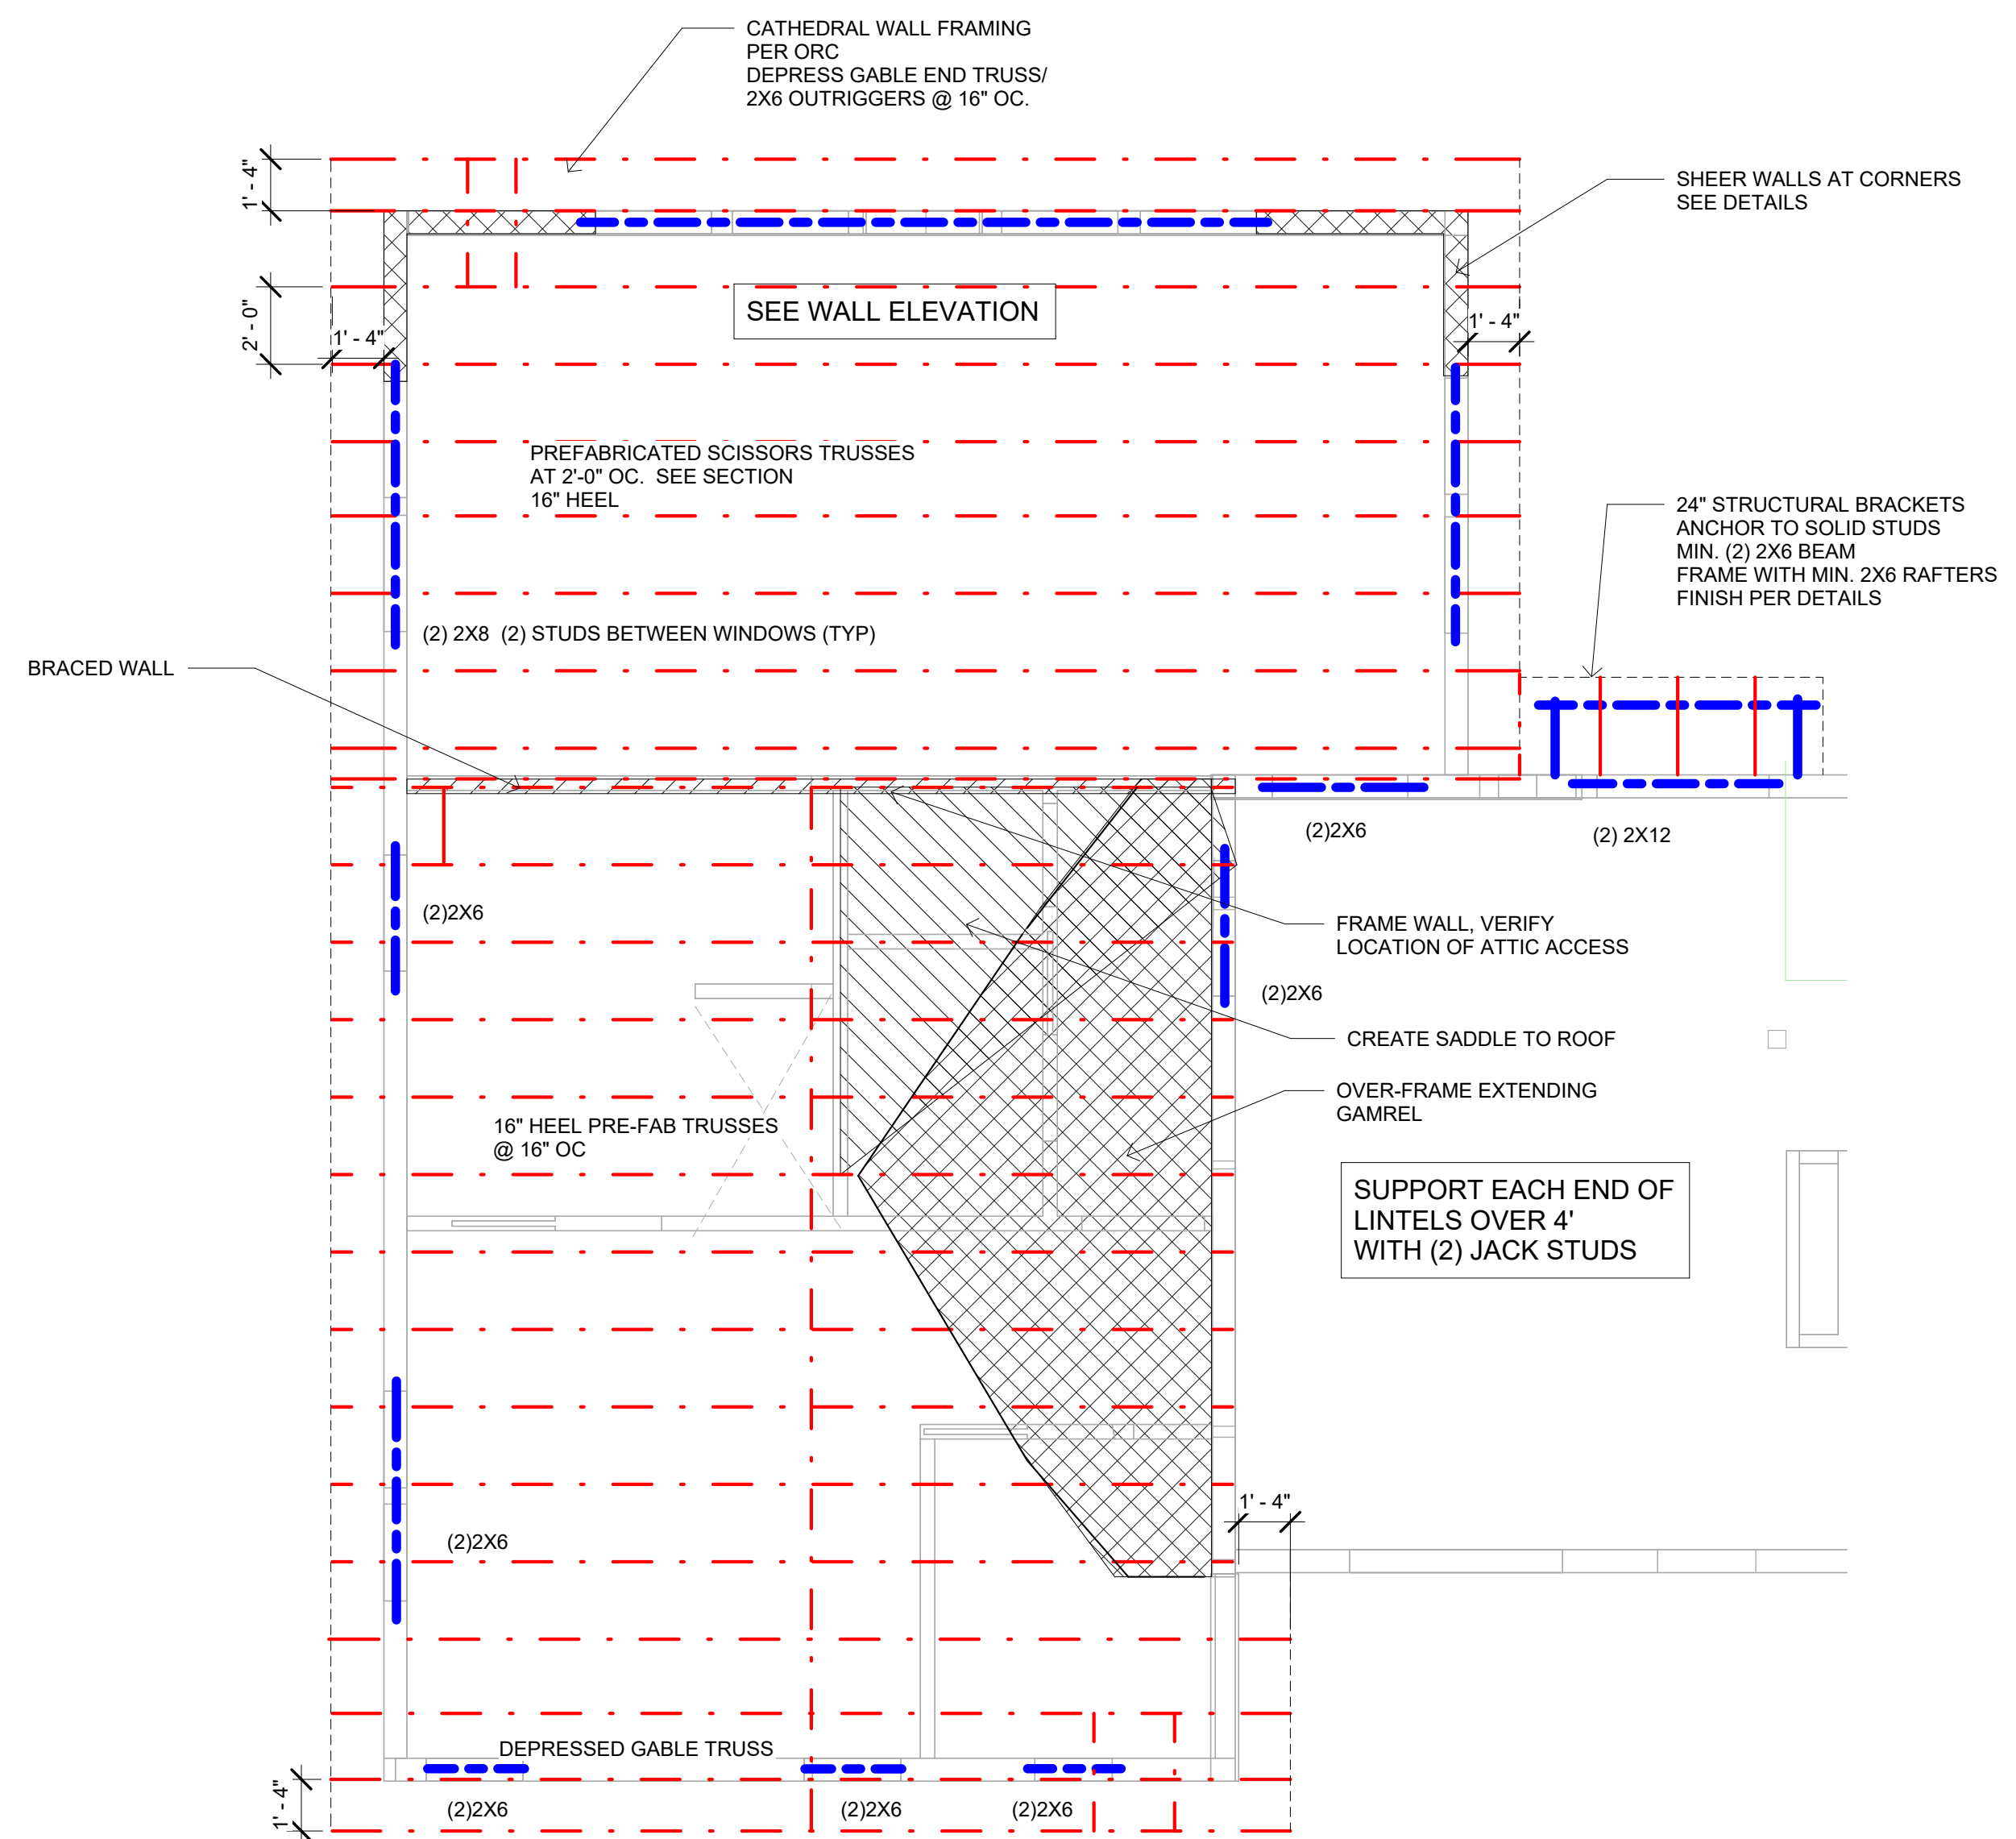 CATHEDRAL WALL FRAMING
PER ORC
DEPRESS GABLE END TRUSS/
2X6 OUTRIGGERS @ 16" OC.
1' - 4"
SHEER WALLS AT CORNERS
SEE DETAILS
2' - 0"
1' - 4"
SEE WALL ELEVATION
1' - 4"
PREFABRICATED SCISSORS TRUSSES
AT 2'-0" OC. SEE SECTION
16" HEEL
24" STRUCTURAL BRACKETS
ANCHOR TO SOLID STUDS
MIN. (2) 2X6 BEAM
FRAME WITH MIN. 2X6 RAFTERS
FINISH PER DETAILS
(2) 2X8 (2) STUDS BETWEEN WINDOWS (TYP)
BRACED WALL
(2)2X6
(2) 2X12
(2)2X6
FRAME WALL, VERIFY
LOCATION OF ATTIC ACCESS
(2)2X6
CREATE SADDLE TO ROOF
OVER-FRAME EXTENDING
GAMREL
16" HEEL PRE-FAB TRUSSES
@ 16" OC
SUPPORT EACH END OF
LINTELS OVER 4'
WITH (2) JACK STUDS
1' - 4"
(2)2X6
DEPRESSED GABLE TRUSS
1' - 4"
(2)2X6
(2)2X6
(2)2X6